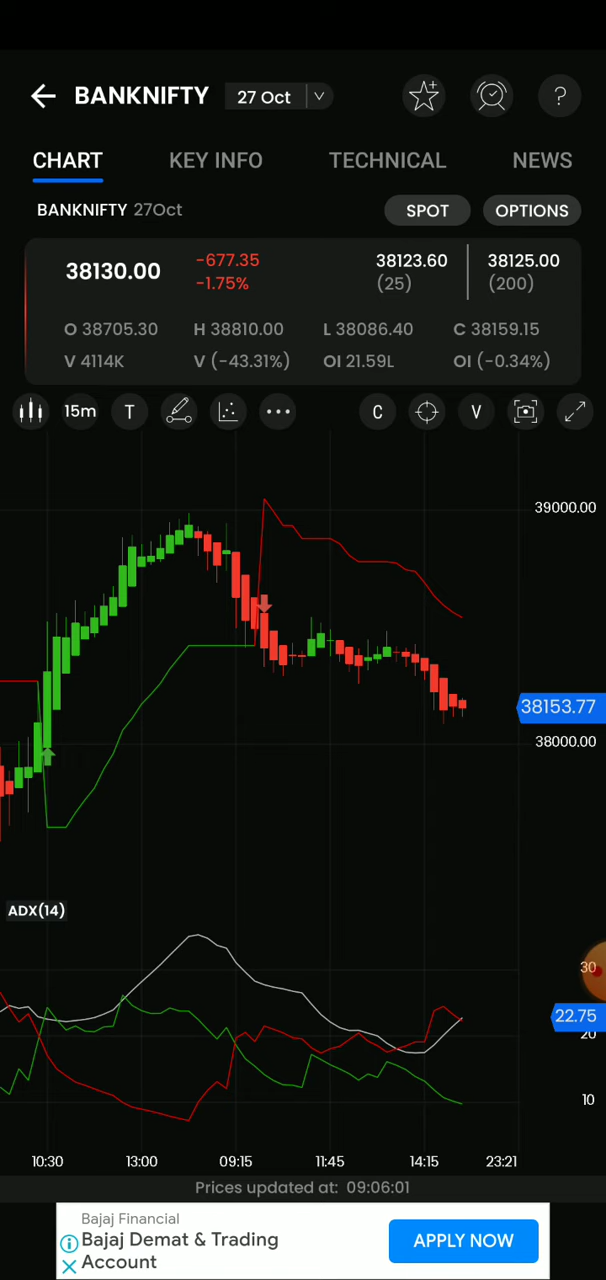 BANKNIFTY 27 Oct
CHART KEY INFO TECHNICAL NEWS
BANKNIFTY 27Oct SPOT OPTIONS
38130.00 -677.35 38123.60 38125.00
-1.75% (25) (200)
O 38705.30 H 38810.00 L 38086.40 C 38159.15
V 4114K V (-43.31%) OI 21.59L OI (-0.34%)
15m T C V
39000.00
38153.77
38000.00
ADX(14)
30
22.75
20
10
10:30 13:00 09:15 11:45 14:15 23:21
Prices updated at: 09:06:01
Bajaj Financial
Bajaj Demat & Trading
Account
APPLY NOW